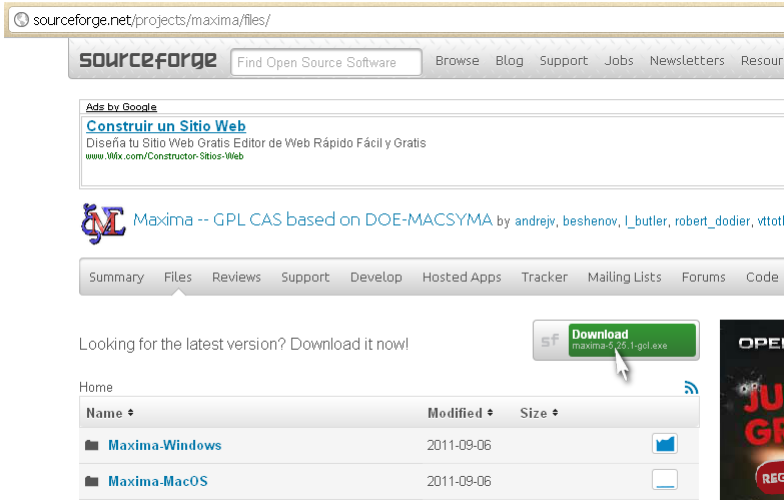 sourceforge.net/projects/maxima/files/
sourceforge Find Open Source Software Browse Blog Support Jobs Newsletters
Ads by Google
Construir un Sitio Web
Diseña tu Sitio Web Gratis Editor de Web Rápido Fácil y Gratis
www.Wix.com/Constructor-Sitios-Web
Maxima -- GPL CAS based on DOE-MACSYMA by andrejv, beshenov, l_butler, robert_dodier,
Summary Files Reviews Support Develop Hosted Apps Tracker Mailing Lists Forums Code
Looking for the latest version? Download it now!
sf Download
maxima-5.25.1-gcl.exe
Home
Name Modified Size
Maxima-Windows 2011-09-06
Maxima-MacOS 2011-09-06